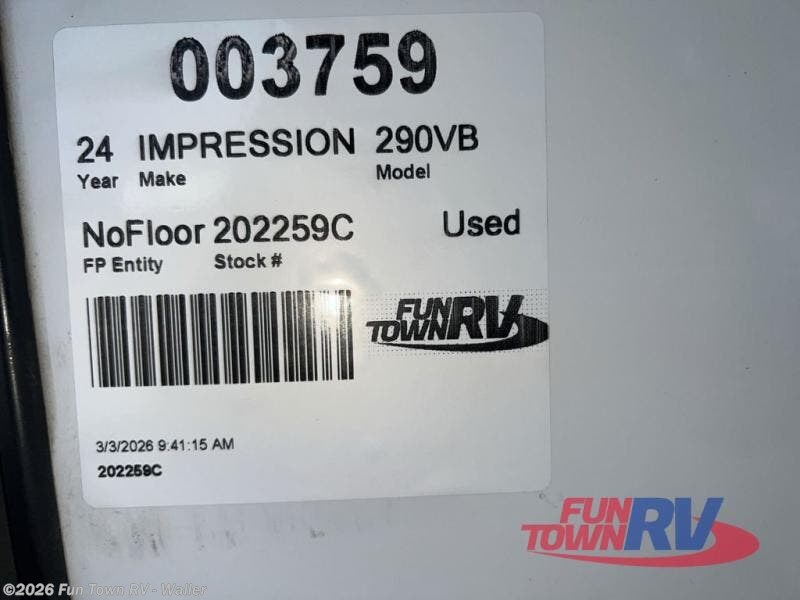 003759
24 IMPRESSION 290VB
Year Make Model
NoFloor 202259C Used
FP Entity Stock #
FUN TOWN RV
3/3/2026 9:41:15 AM
202259C
FUN TOWN RV
©2026 Fun Town RV - Waller